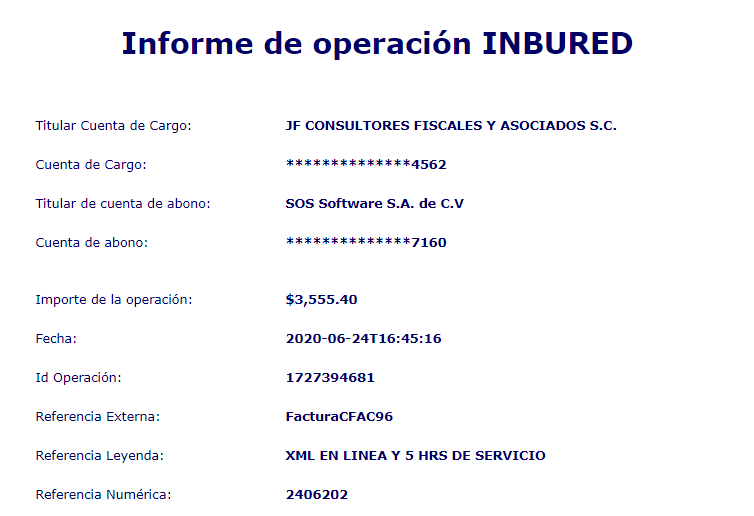 Informe de operación INBURED
Titular Cuenta de Cargo: JF CONSULTORES FISCALES Y ASOCIADOS S.C.
Cuenta de Cargo: **************4562
Titular de cuenta de abono: SOS Software S.A. de C.V
Cuenta de abono: **************7160
Importe de la operación: $3,555.40
Fecha: 2020-06-24T16:45:16
Id Operación: 1727394681
Referencia Externa: FacturaCFAC96
Referencia Leyenda: XML EN LINEA Y 5 HRS DE SERVICIO
Referencia Numérica: 2406202